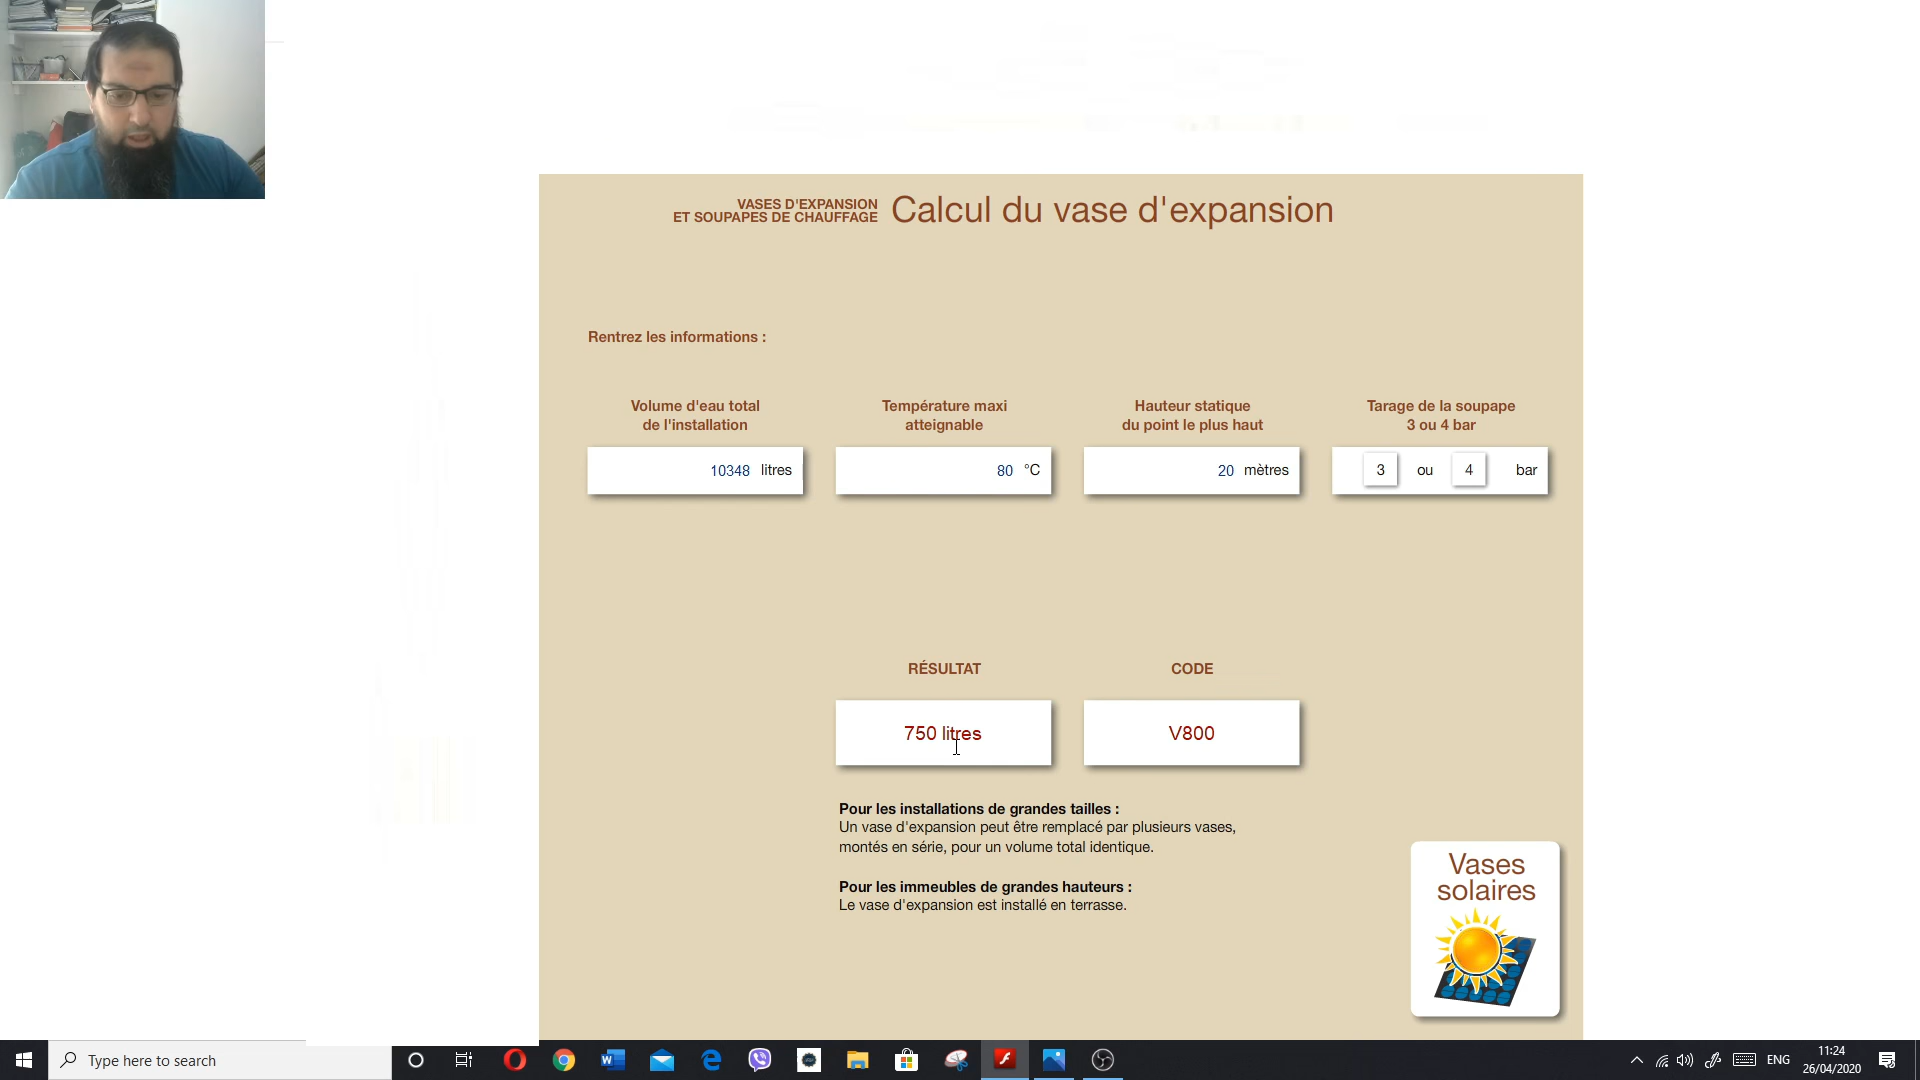 VASES D'EXPANSION
ET SOUPAPES DE CHAUFFAGE
Calcul du vase d'expansion
Rentrez les informations :
Volume d'eau total
de l'installation
10348 litres
Température maxi
atteignable
80 °C
Hauteur statique
du point le plus haut
20 mètres
Tarage de la soupape
3 ou 4 bar
3 ou 4 bar
RÉSULTAT
750 litres
CODE
V800
Pour les installations de grandes tailles :
Un vase d'expansion peut être remplacé par plusieurs vases,
montés en série, pour un volume total identique.
Pour les immeubles de grandes hauteurs :
Le vase d'expansion est installé en terrasse.
Vases
solaires
Type here to search
ENG
11:24
26/04/2020